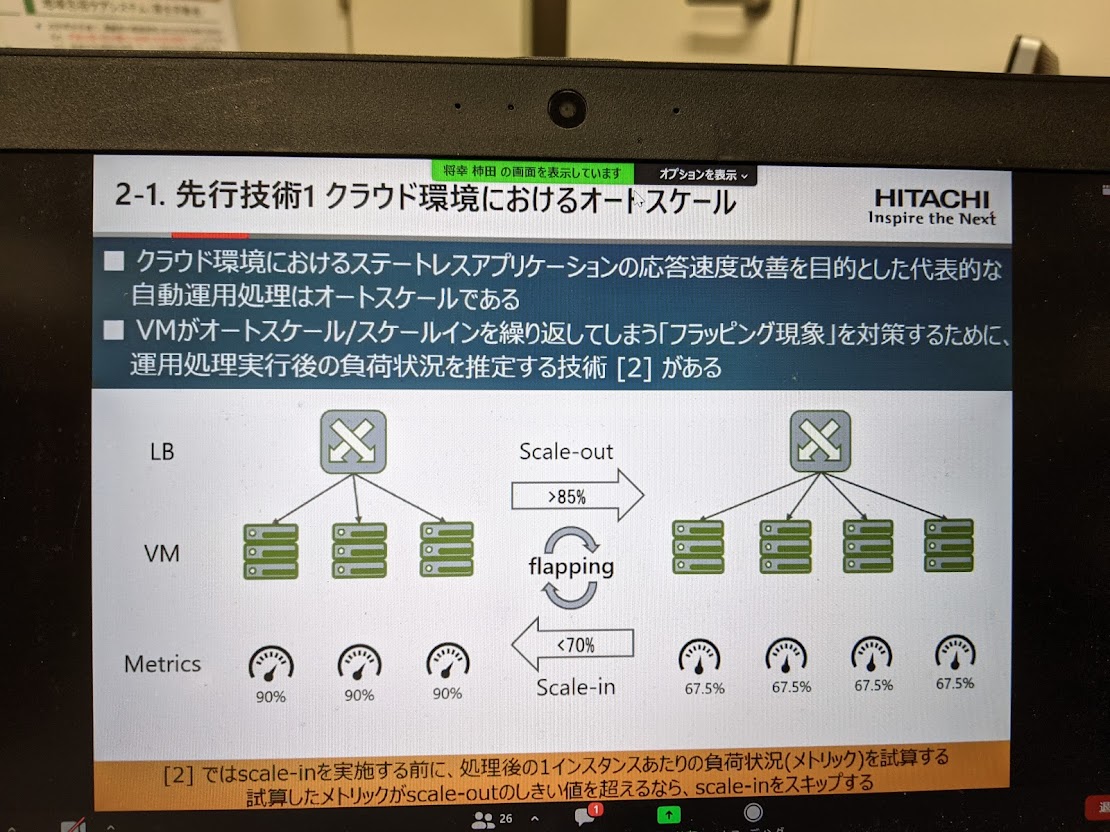 将幸 柿田 の画面を表示しています
オプションを表示
2-1. 先行技術1 クラウド環境におけるオートスケール
HITACHI
Inspire the Next
■ クラウド環境におけるステートレスアプリケーションの応答速度改善を目的とした代表的な
自動運用処理はオートスケールである
■ VMがオートスケール/スケールインを繰り返してしまう「フラッピング現象」を対策するために、
運用処理実行後の負荷状況を推定する技術 [2] がある
LB
Scale-out
>85%
VM
flapping
<70%
Scale-in
Metrics
90%
90%
90%
67.5%
67.5%
67.5%
67.5%
[2] ではscale-inを実施する前に、処理後の1インスタンスあたりの負荷状況(メトリック)を試算する
試算したメトリックがscale-outのしきい値を超えるなら、scale-inをスキップする
26
1
退